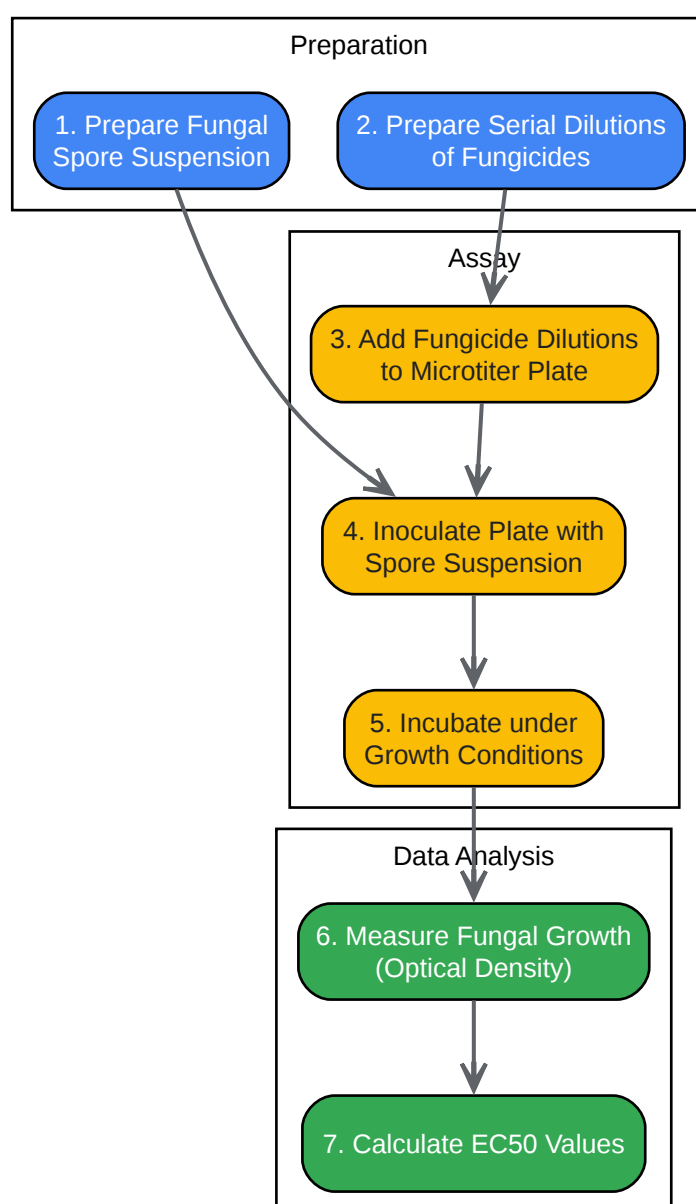 Preparation
1. Prepare Fungal
Spore Suspension
2. Prepare Serial Dilutions
of Fungicides
Assay
3. Add Fungicide Dilutions
to Microtiter Plate
4. Inoculate Plate with
Spore Suspension
5. Incubate under
Growth Conditions
Data Analysis
6. Measure Fungal Growth
(Optical Density)
7. Calculate EC50 Values